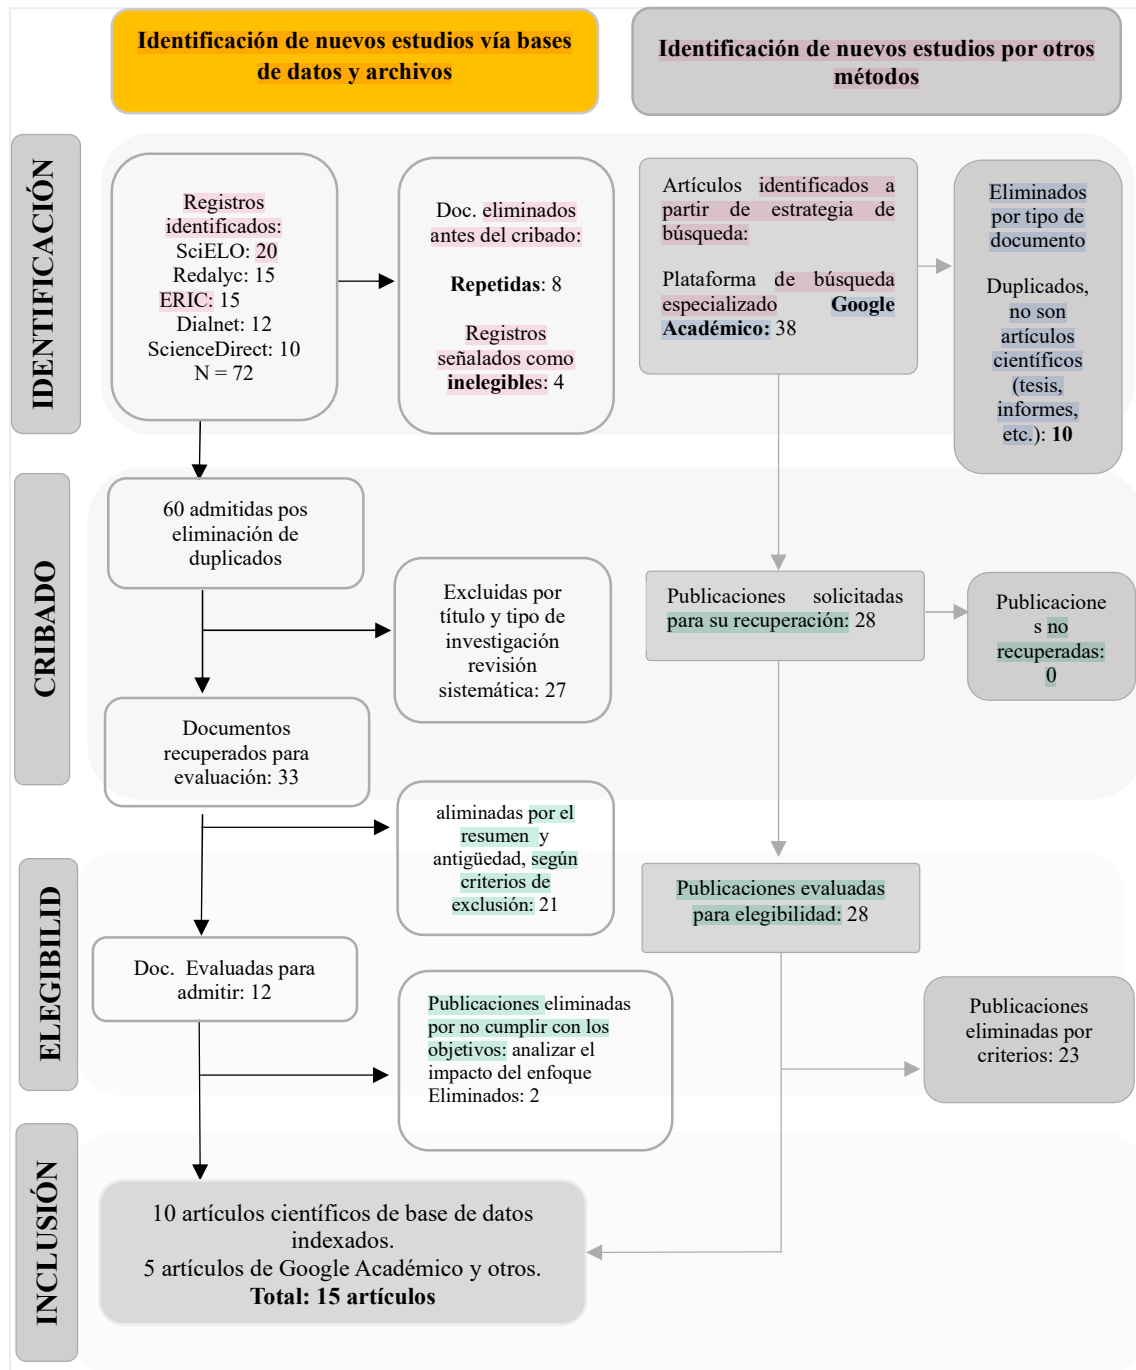 Identificación de nuevos estudios vía bases
de datos y archivos
Identificación de nuevos estudios por otros
métodos
IDENTIFICACIÓN
Registros
identificados:
SciELO: 20
Redalyc: 15
ERIC: 15
Dialnet: 12
ScienceDirect: 10
N = 72
Doc. eliminados
antes del cribado:
Repetidas: 8
Registros
señalados como
inelegibles: 4
Artículos identificados a
partir de estrategia de
búsqueda:
Plataforma de búsqueda
especializado Google
Académico: 38
Eliminados
por tipo de
documento
Duplicados,
no son
artículos
científicos
(tesis,
informes,
etc.): 10
CRIBADO
60 admitidas pos
eliminación de
duplicados
Excluidas por
título y tipo de
investigación
revisión
sistemática: 27
Documentos
recuperados para
evaluación: 33
Publicaciones solicitadas
para su recuperación: 28
Publicacione
s no
recuperadas:
0
ELEGIBILID
aliminadas por el
resumen y
antigüedad, según
criterios de
exclusión: 21
Doc. Evaluadas para
admitir: 12
Publicaciones eliminadas
por no cumplir con los
objetivos: analizar el
impacto del enfoque
Eliminados: 2
Publicaciones evaluadas
para elegibilidad: 28
Publicaciones
eliminadas por
criterios: 23
INCLUSIÓN
10 artículos científicos de base de datos
indexados.
5 artículos de Google Académico y otros.
Total: 15 artículos